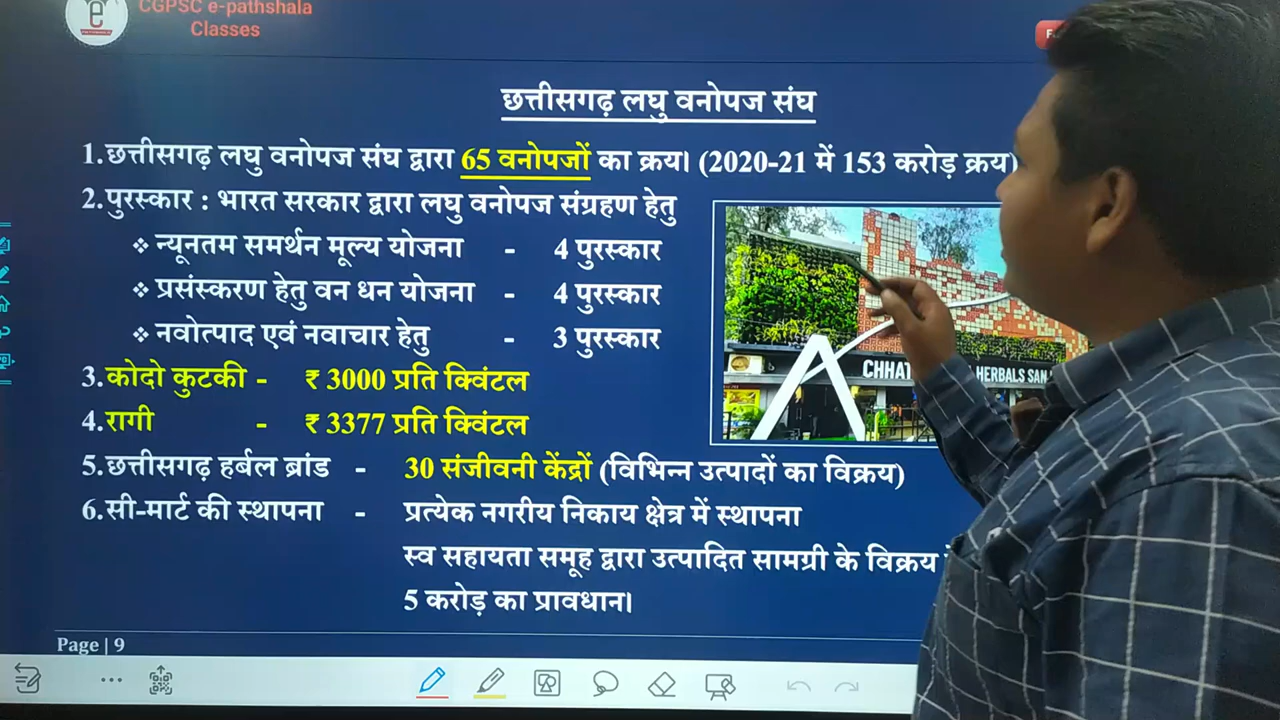 CGPSC e-pathshala
Classes
छत्तीसगढ़ लघु वनोपज संघ
1.छत्तीसगढ़ लघु वनोपज संघ द्वारा 65 वनोपजों का क्रय। (2020-21 में 153 करोड़ क्रय)
2.पुरस्कार : भारत सरकार द्वारा लघु वनोपज संग्रहण हेतु
❖ न्यूनतम समर्थन मूल्य योजना - 4 पुरस्कार
❖ प्रसंस्करण हेतु वन धन योजना - 4 पुरस्कार
❖ नवोत्पाद एवं नवाचार हेतु - 3 पुरस्कार
3.कोदो कुटकी - ₹ 3000 प्रति क्विंटल
4.रागी - ₹ 3377 प्रति क्विंटल
CHHAT HERBALS SAN
5.छत्तीसगढ़ हर्बल ब्रांड - 30 संजीवनी केंद्रों (विभिन्न उत्पादों का विक्रय)
6.सी-मार्ट की स्थापना - प्रत्येक नगरीय निकाय क्षेत्र में स्थापना
स्व सहायता समूह द्वारा उत्पादित सामग्री के विक्रय
5 करोड़ का प्रावधान।
Page | 9